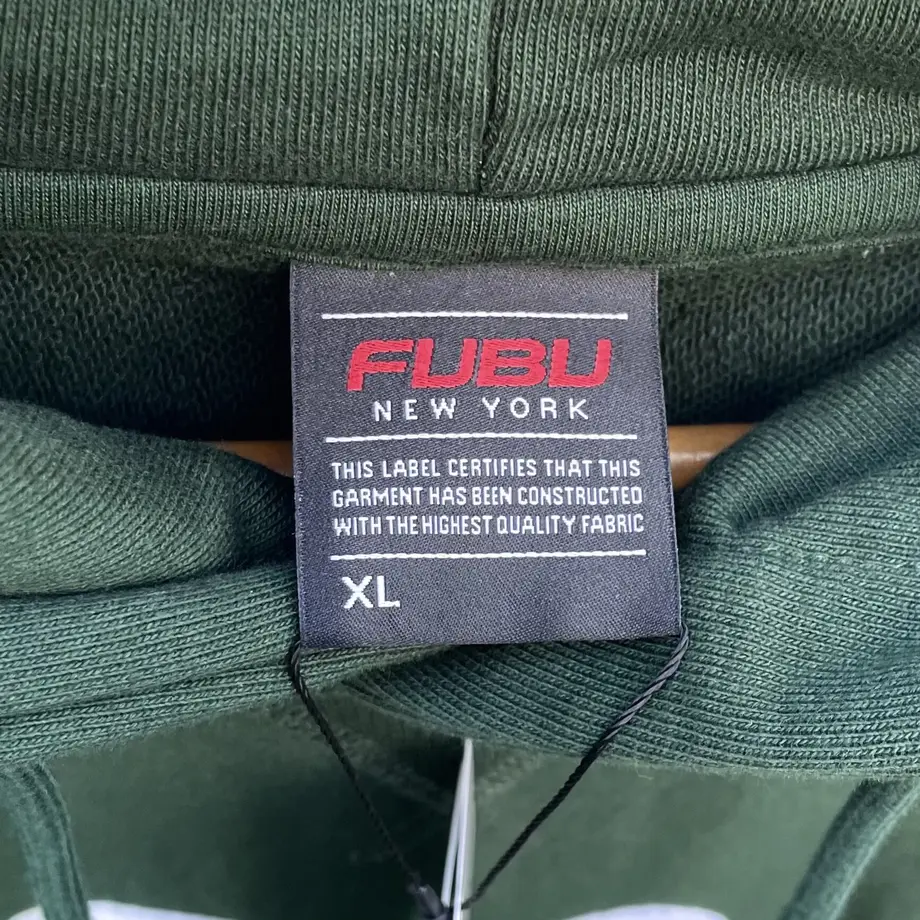 FUBU
NEW YORK
THIS LABEL CERTIFIES THAT THIS
GARMENT HAS BEEN CONSTRUCTED
WITH THE HIGHEST QUALITY FABRIC
XL